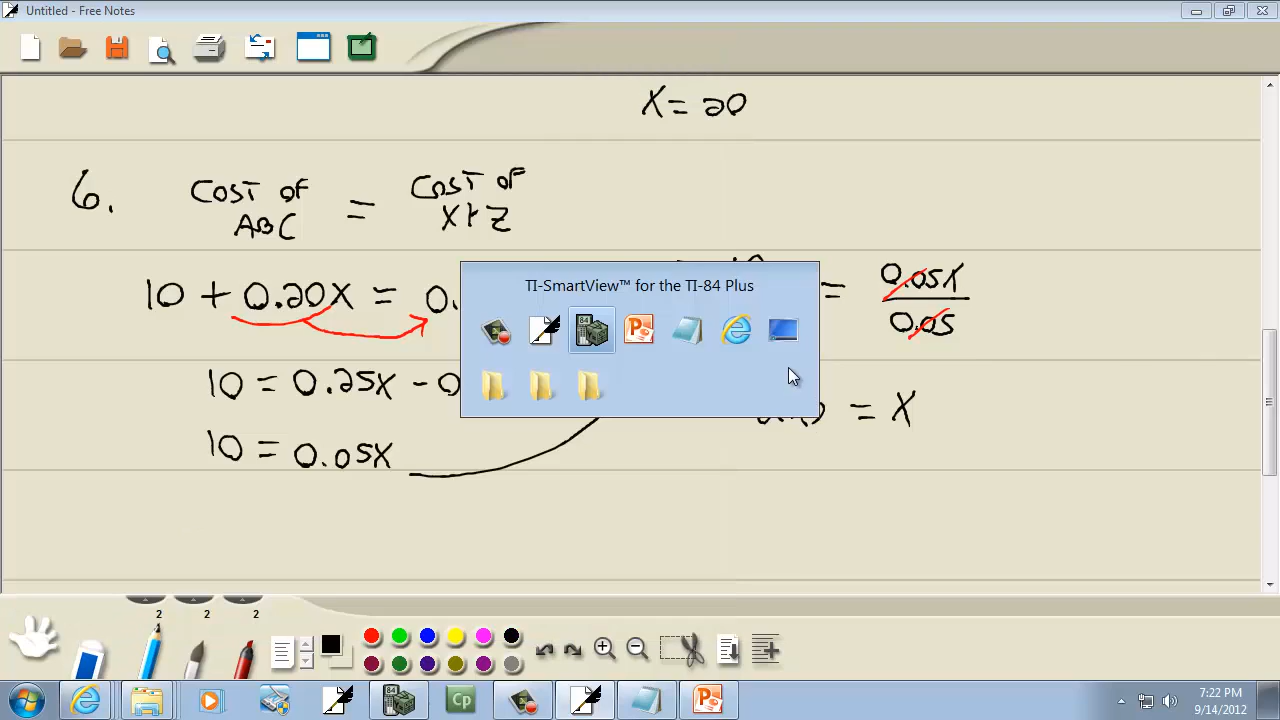 Untitled - Free Notes
X = 20
6.
COST OF
ABC
=
COST OF
XYZ
10 + 0.20X = 0.
= 0.05X
0.05
TI-SmartView™ for the TI-84 Plus
10 = 0.25X - 0
= X
10 = 0.05X
2
2
2
84
Cp
7:22 PM
9/14/2012